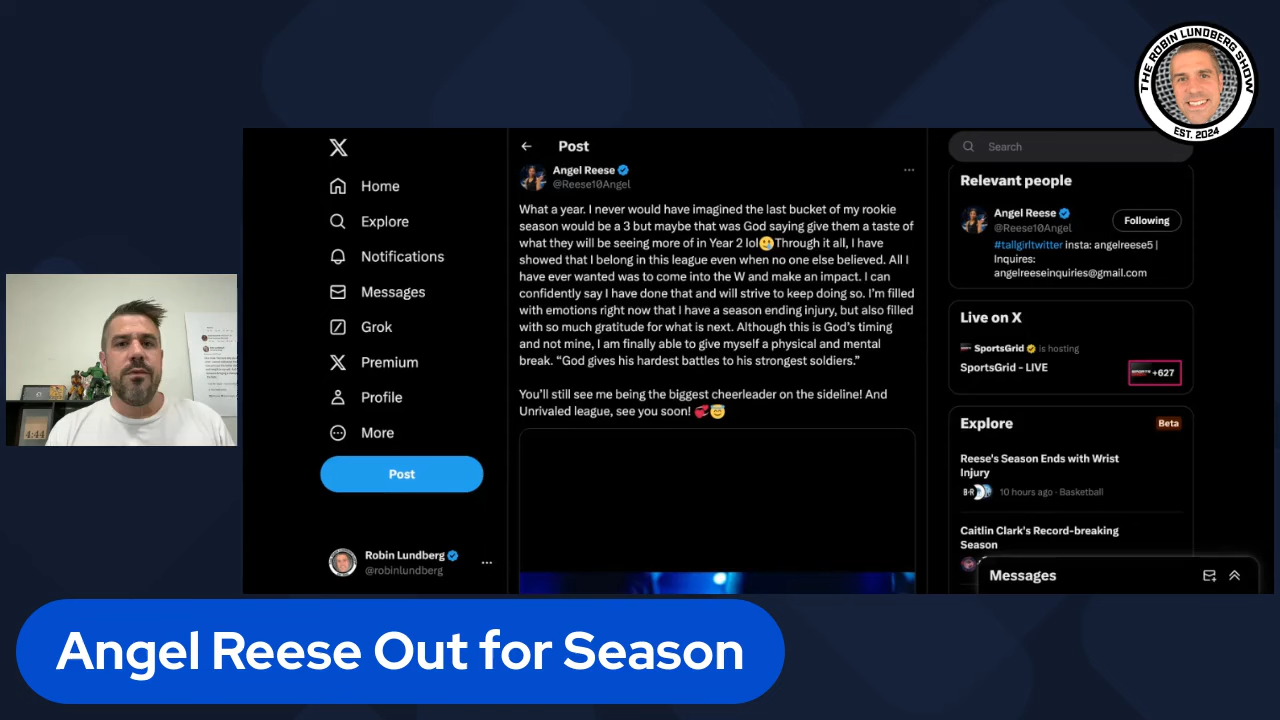 THE ROBIN LUNDBERG SHOW
EST. 2024
Home
Explore
Notifications
Messages
Grok
Premium
Profile
More
Post
Robin Lundberg
@robinlundberg
Post
Angel Reese
@Reese10Angel
What a year. I never would have imagined the last bucket of my rookie
season would be a 3 but maybe that was God saying give them a taste of
what they will be seeing more of in Year 2 lol🥲Through it all, I have
showed that I belong in this league even when no one else believed. All I
have ever wanted was to come into the W and make an impact. I can
confidently say I have done that and will strive to keep doing so. I’m filled
with emotions right now that I have a season ending injury, but also filled
with so much gratitude for what is next. Although this is God’s timing
and not mine, I am finally able to give myself a physical and mental
break. “God gives his hardest battles to his strongest soldiers.”
You’ll still see me being the biggest cheerleader on the sideline! And
Unrivaled league, see you soon! 💞😇
Search
Relevant people
Angel Reese
@Reese10Angel
Following
#tallgirltwitter insta: angelreese5 |
Inquires:
angelreeseinquiries@gmail.com
Live on X
SportsGrid is hosting
SportsGrid - LIVE
+627
Explore
Beta
Reese's Season Ends with Wrist
Injury
B·R
10 hours ago · Basketball
Caitlin Clark's Record-breaking
Season
Messages
4:44
Angel Reese Out for Season